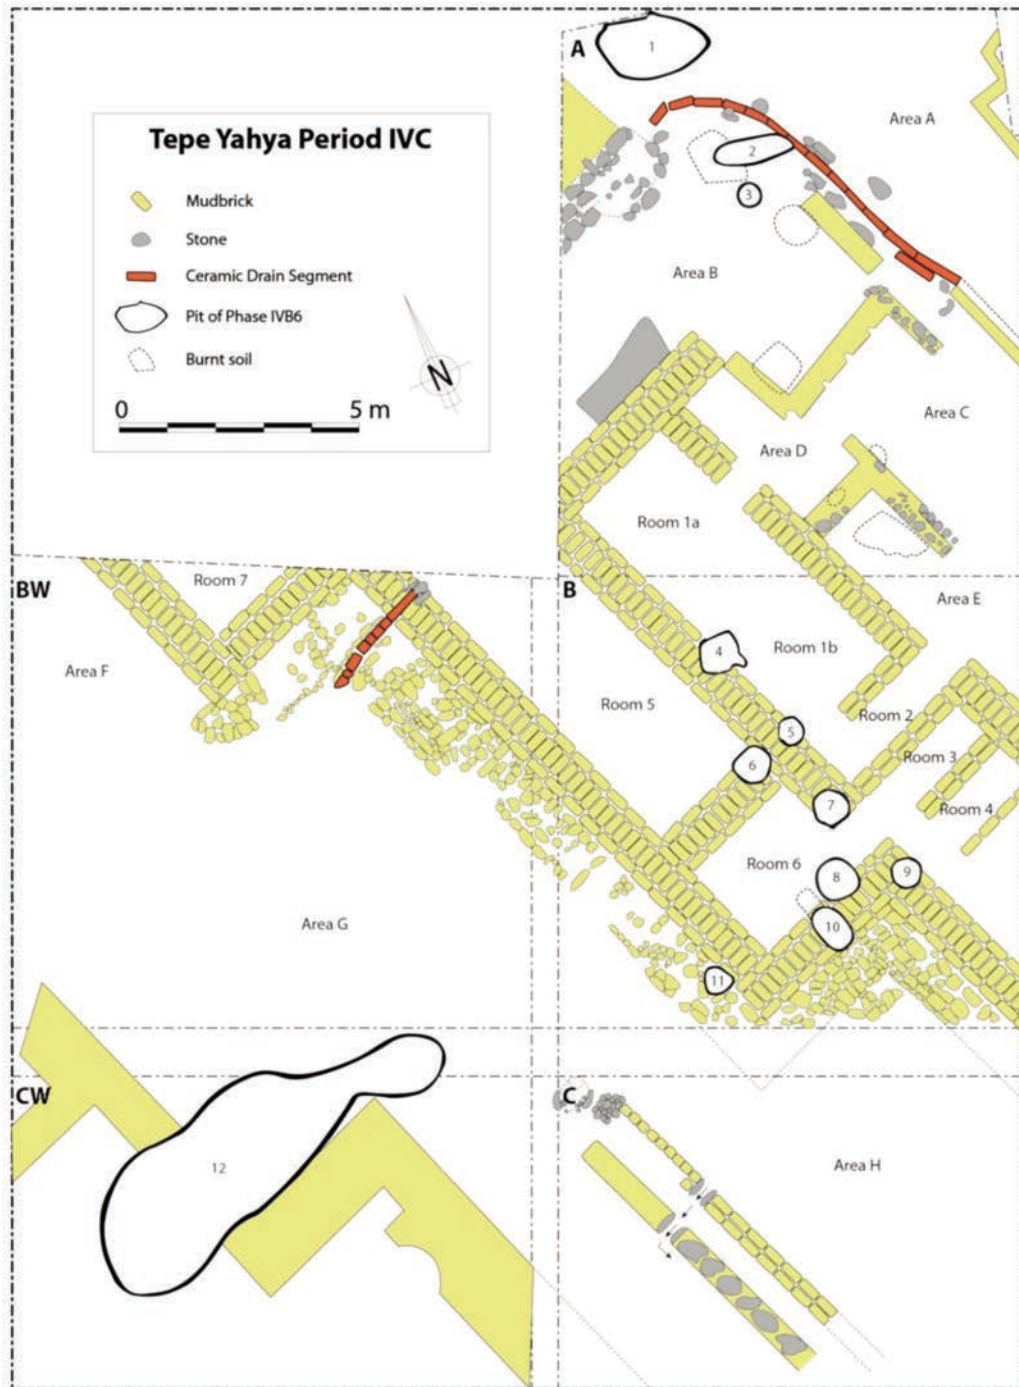 Tepe Yahya Period IVC
Mudbrick
Stone
Ceramic Drain Segment
Pit of Phase IVB6
Burnt soil
N
0 5 m
A
1
Area A
2
3
Area B
Area C
Area D
Room 1a
BW
Room 7
B
Area E
Area F
4
Room 1b
Room 5
Room 2
5
6
Room 3
7
Room 4
Room 6
8
9
10
Area G
11
CW
C
12
Area H